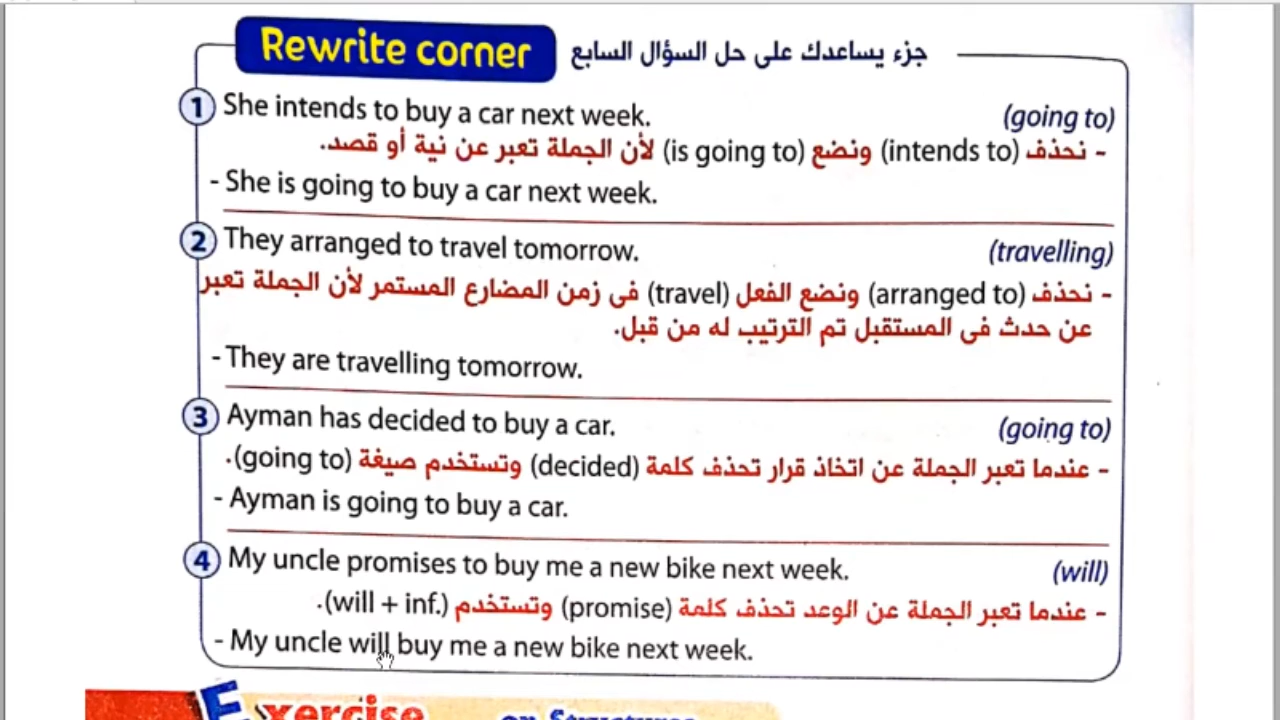 Rewrite corner جزء يساعدك على حل السؤال السابع
1 She intends to buy a car next week. (going to)
- نحذف (intends to) ونضع (is going to) لأن الجملة تعبر عن نية أو قصد.
- She is going to buy a car next week.
2 They arranged to travel tomorrow. (travelling)
- نحذف (arranged to) ونضع الفعل (travel) فى زمن المضارع المستمر لأن الجملة تعبر
عن حدث فى المستقبل تم الترتيب له من قبل.
- They are travelling tomorrow.
3 Ayman has decided to buy a car. (going to)
- عندما تعبر الجملة عن اتخاذ قرار تحذف كلمة (decided) وتستخدم صيغة (going to).
- Ayman is going to buy a car.
4 My uncle promises to buy me a new bike next week. (will)
- عندما تعبر الجملة عن الوعد تحذف كلمة (promise) وتستخدم (will + inf.).
- My uncle will buy me a new bike next week.
Exercise on Structures